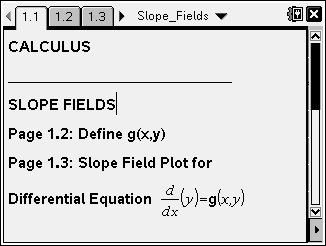 1.1 1.2 1.3 Slope_Fields
CALCULUS
SLOPE FIELDS
Page 1.2: Define g(x,y)
Page 1.3: Slope Field Plot for
Differential Equation d/dx(y)=g(x,y)